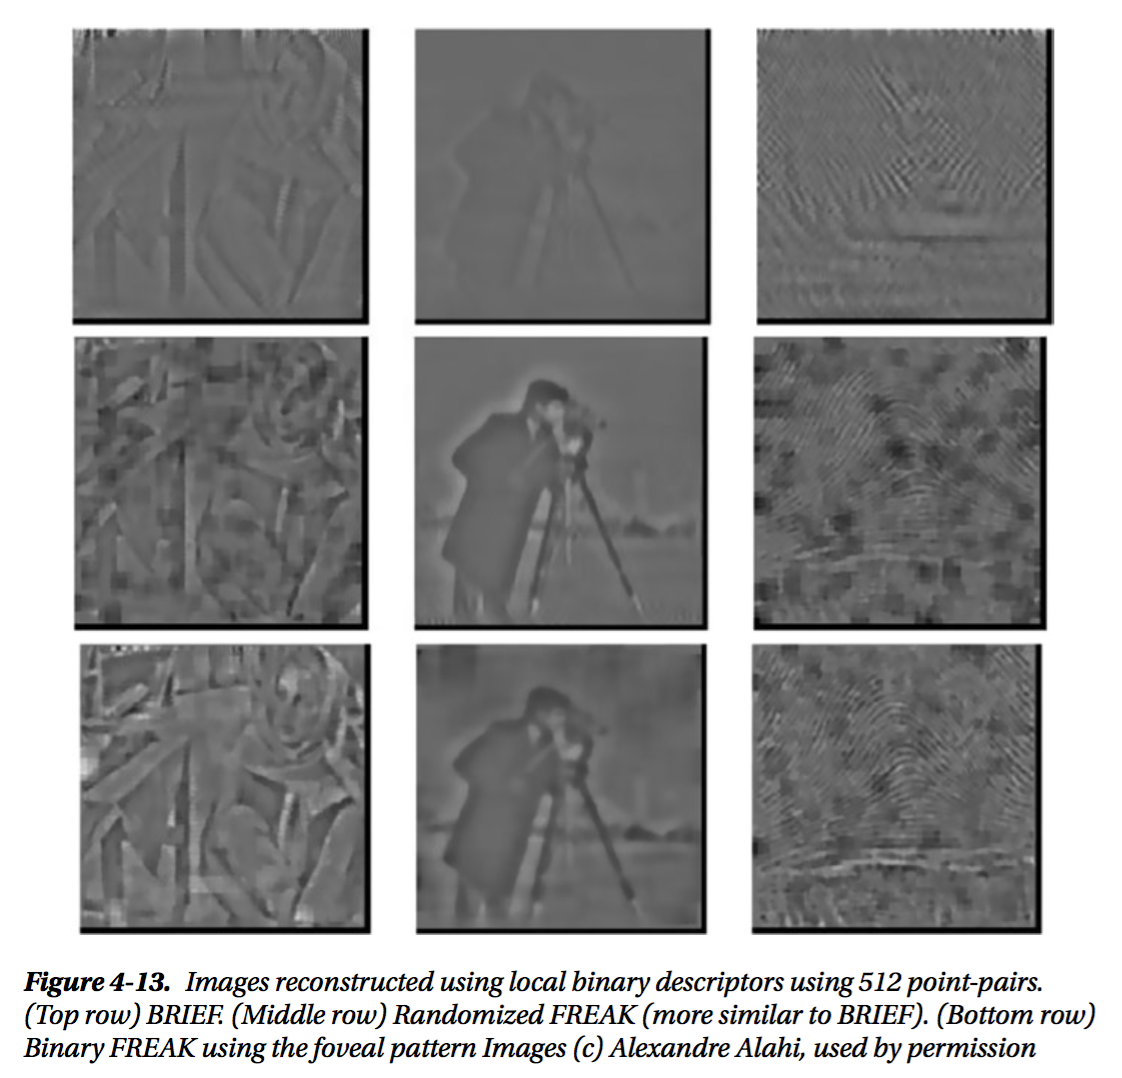 Figure 4-13. Images reconstructed using local binary descriptors using 512 point-pairs.
(Top row) BRIEF. (Middle row) Randomized FREAK (more similar to BRIEF). (Bottom row)
Binary FREAK using the foveal pattern Images (c) Alexandre Alahi, used by permission